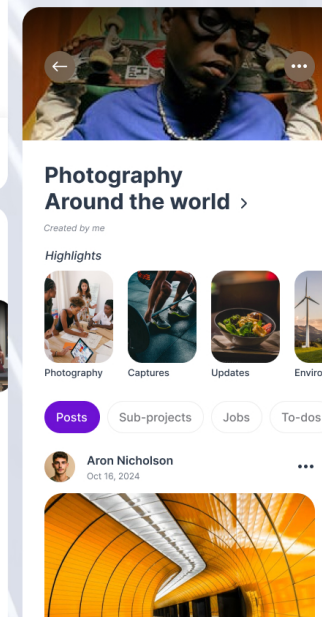 Photography
Around the world
Created by me
Highlights
Photography
Captures
Updates
Enviro
Posts
Sub-projects
Jobs
To-dos
Aron Nicholson
Oct 16, 2024